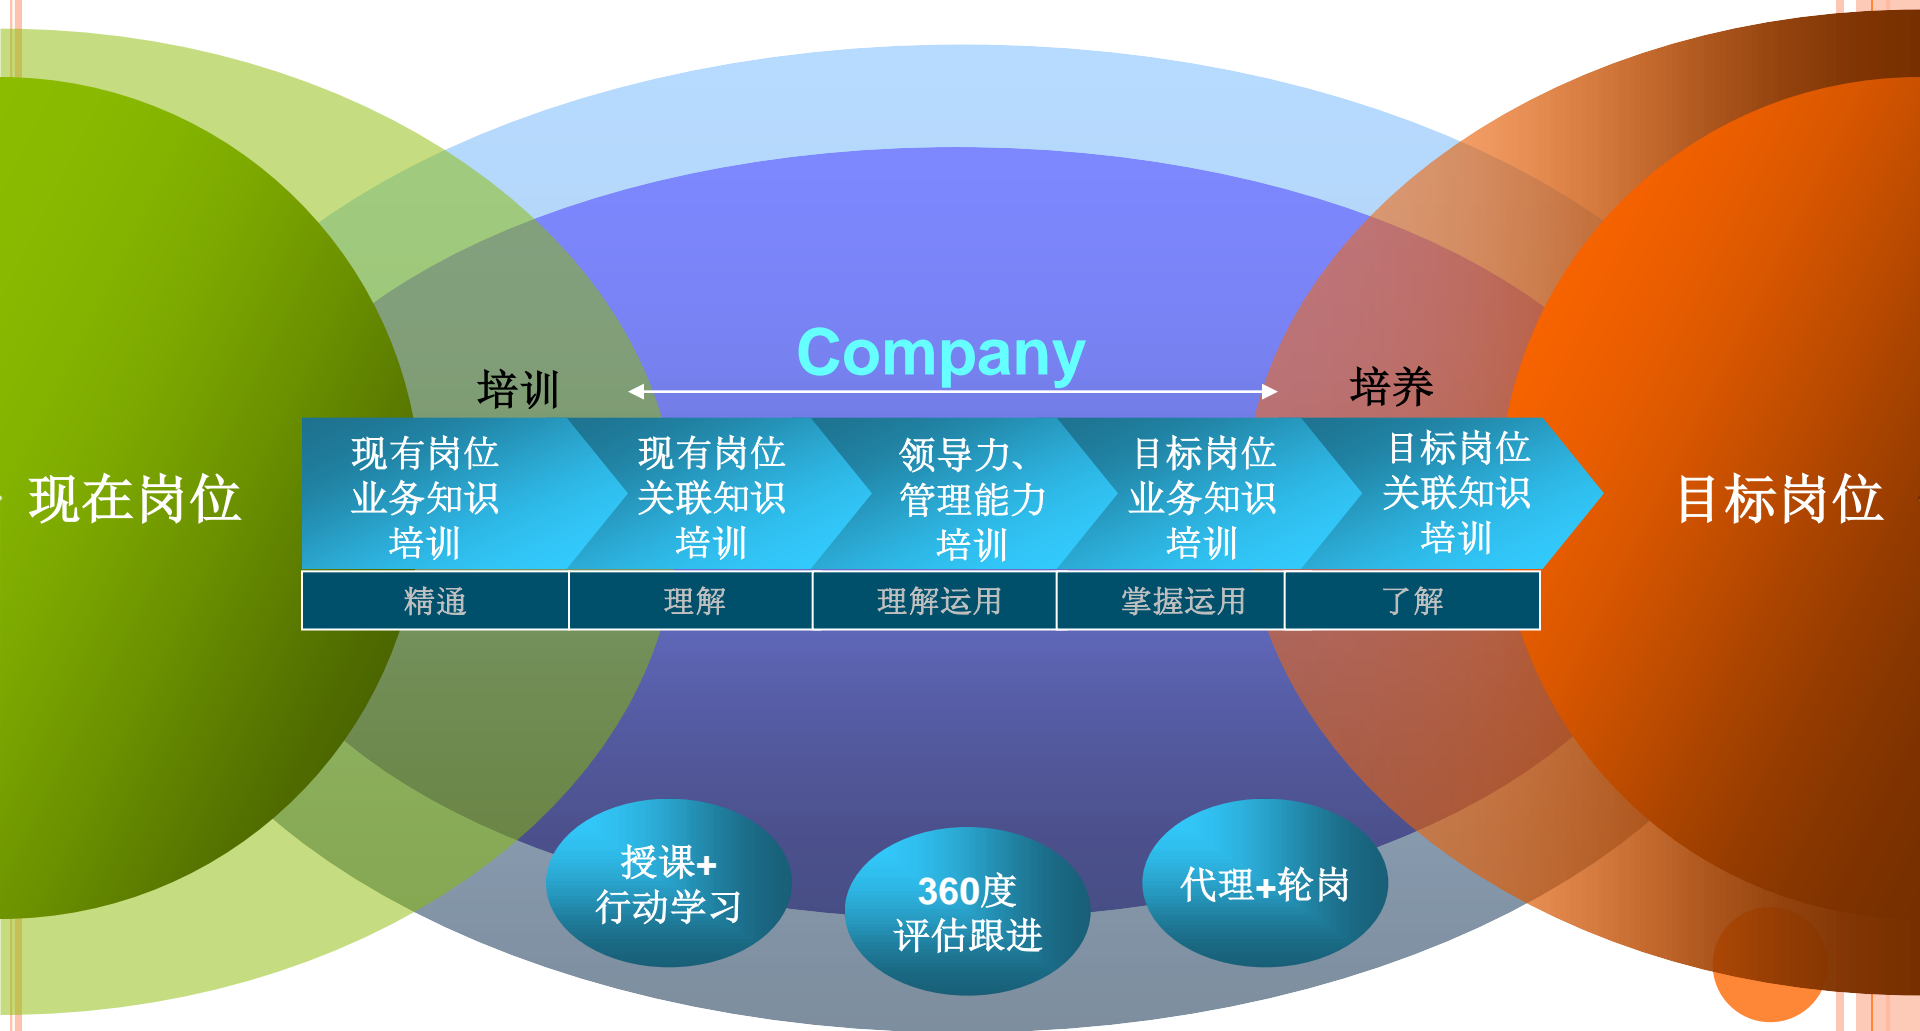 Company
培训
培养
现在岗位
现有岗位
业务知识
培训
现有岗位
关联知识
培训
领导力、
管理能力
培训
目标岗位
业务知识
培训
目标岗位
关联知识
培训
目标岗位
精通
理解
理解运用
掌握运用
了解
授课+
行动学习
360度
评估跟进
代理+轮岗